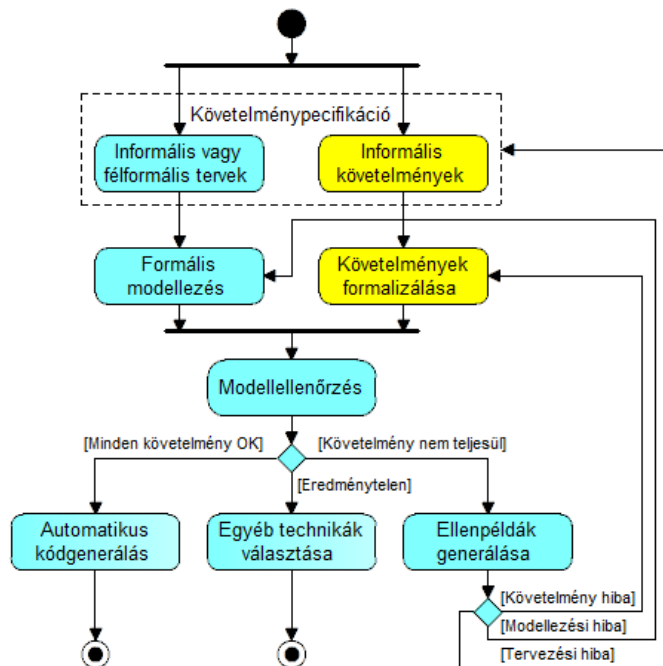 Követelménypecifikáció
Informális vagy
félformális tervek
Informális
követelmények
Formális
modellezés
Követelmények
formalizálása
Modellellenőrzés
[Minden követelmény OK]
[Követelmény nem teljesül]
[Eredménytelen]
Automatikus
kódgenerálás
Egyéb technikák
választása
Ellenpéldák
generálása
[Követelmény hiba]
[Modellezési hiba]
[Tervezési hiba]